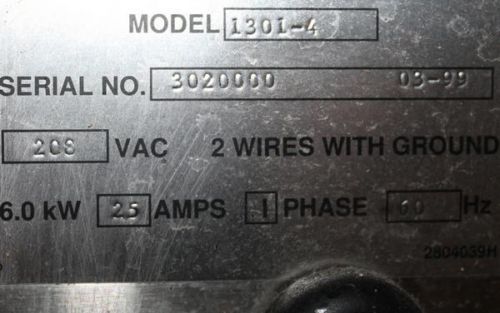 MODEL 1301-4
SERIAL NO. 3020000 03-99
208 VAC 2 WIRES WITH GROUND
6.0 kW 25 AMPS 1 PHASE 60 Hz
2804039H